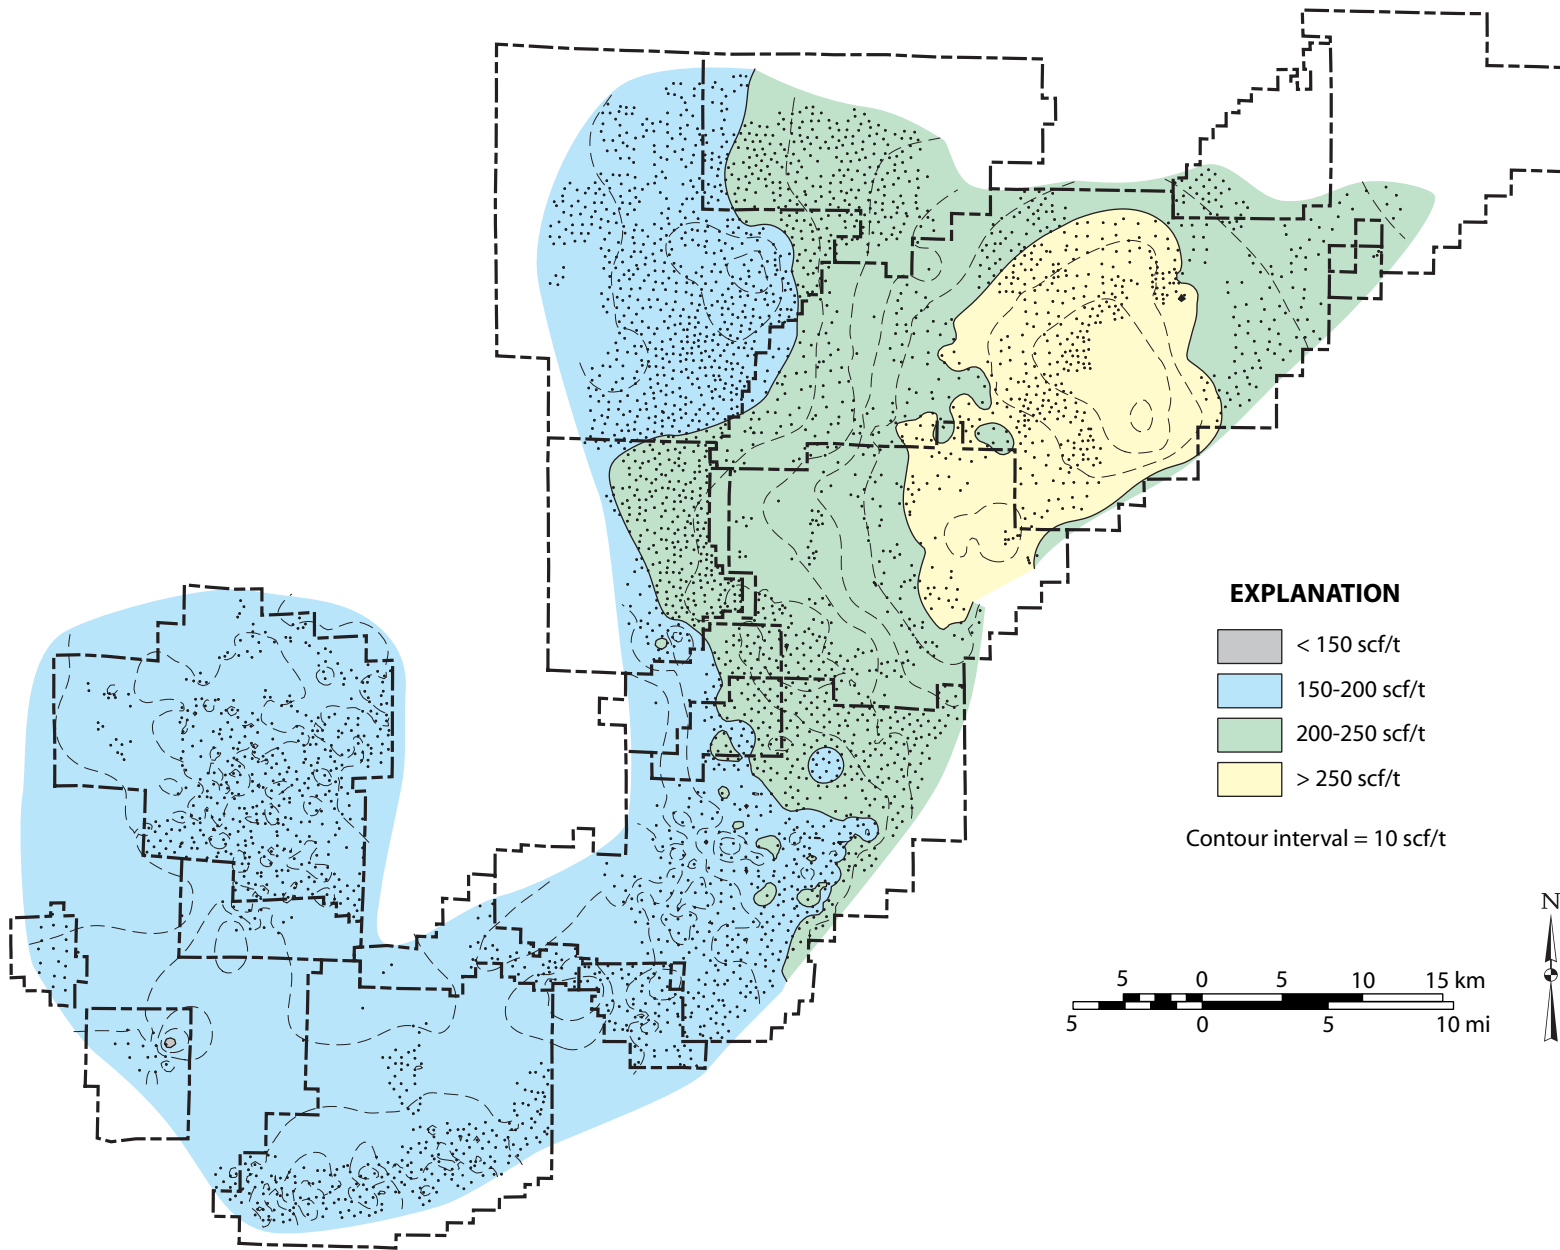 EXPLANATION
< 150 scf/t
150-200 scf/t
200-250 scf/t
> 250 scf/t
Contour interval = 10 scf/t
N
5 0 5 10 15 km
5 0 5 10 mi